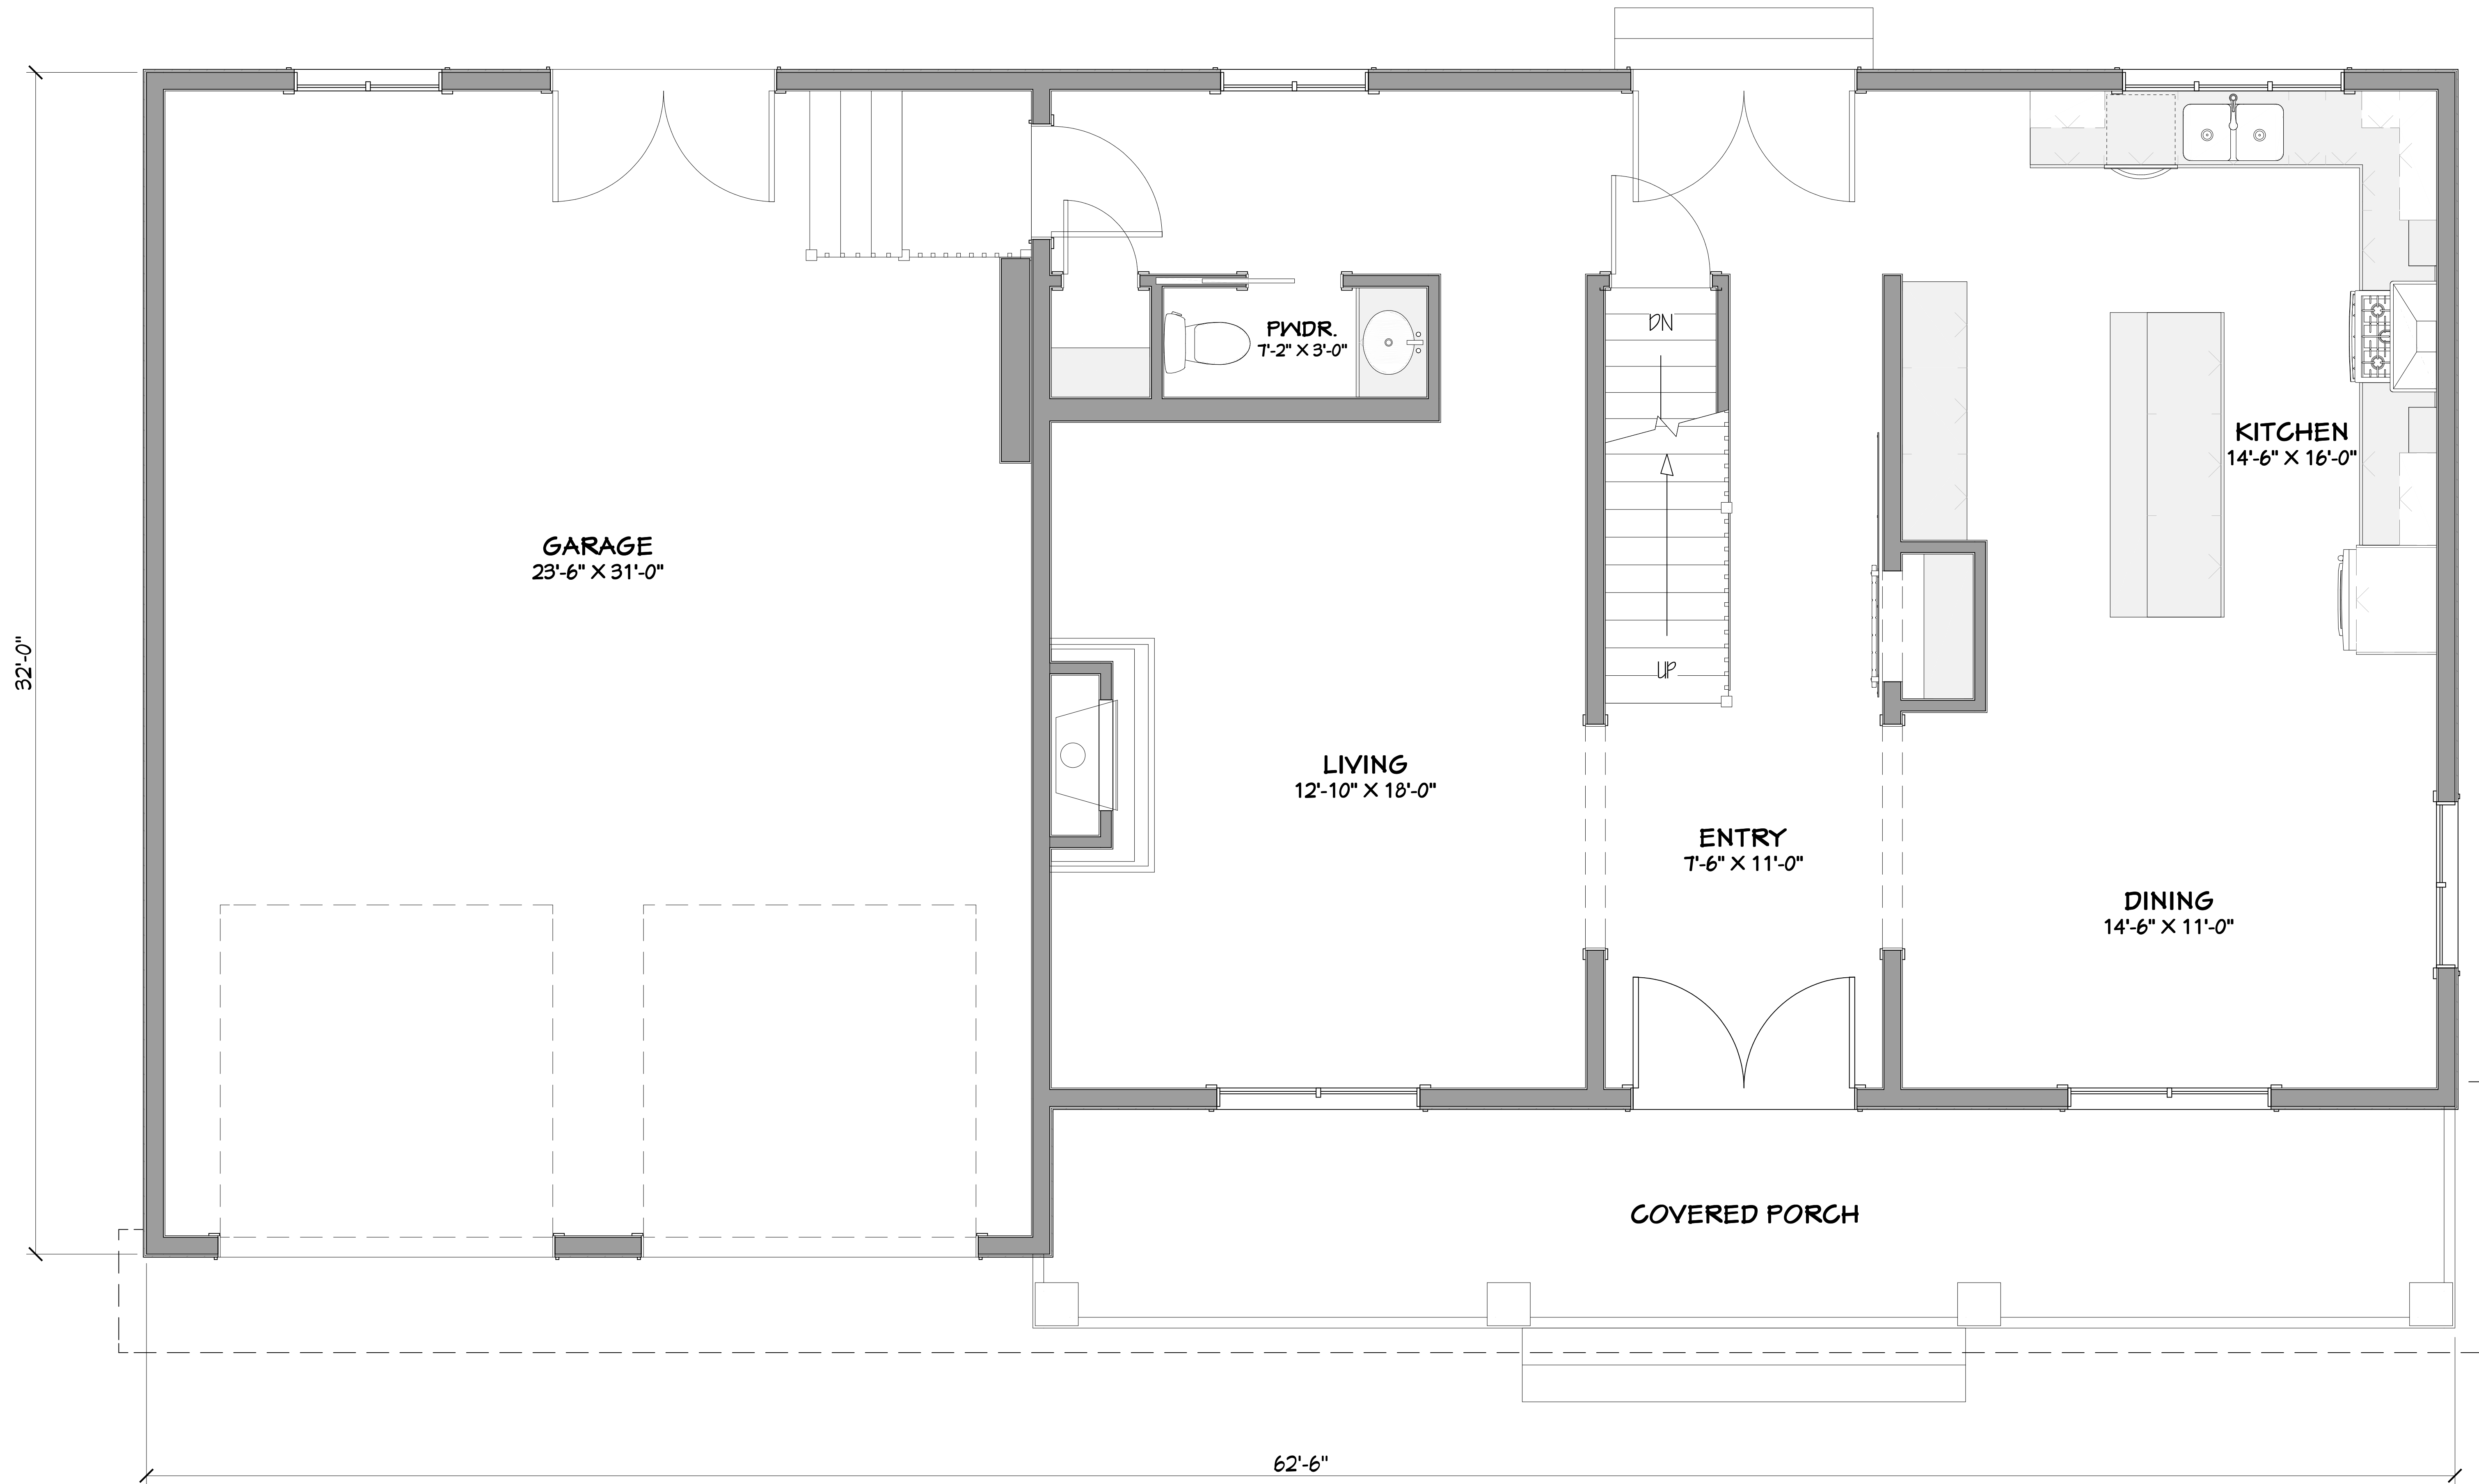 DN
PWDR.
7'-2" X 3'-0"
KITCHEN
14'-6" X 16'-0"
GARAGE
23'-6" X 31'-0"
32'-0"
UP
LIVING
12'-10" X 18'-0"
ENTRY
7'-6" X 11'-0"
DINING
14'-6" X 11'-0"
COVERED PORCH
62'-6"